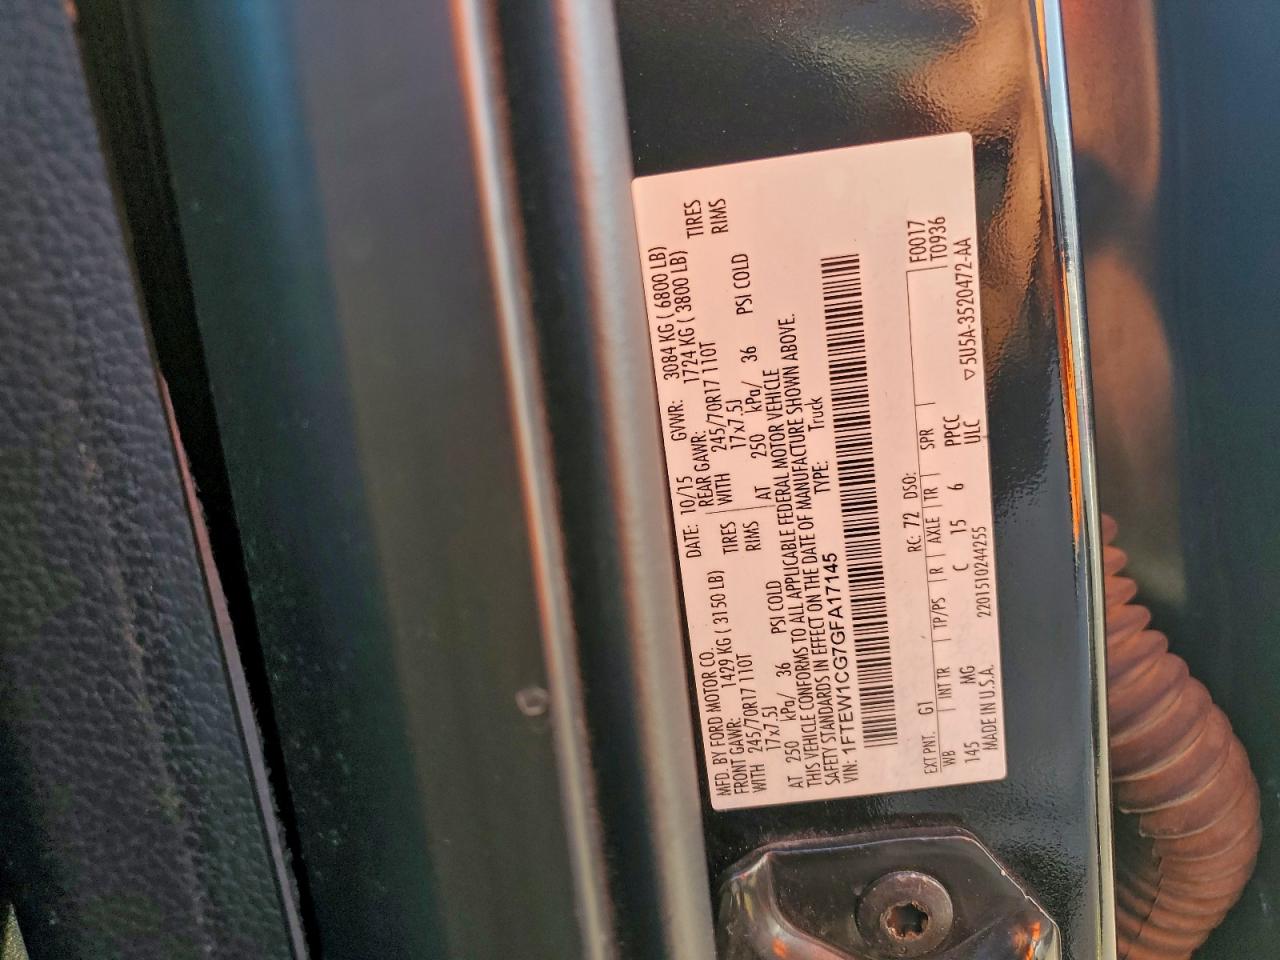 MFD. BY FORD MOTOR CO. DATE: 10/15 GVWR: 3084 KG ( 6800 LB)
FRONT GAWR: 1429 KG ( 3150 LB) REAR GAWR: 1724 KG ( 3800 LB)
WITH 245/70R17 110T TIRES WITH 245/70R17 110T TIRES
17x7.5J RIMS 17x7.5J RIMS
AT 250 kPa/ 36 PSI COLD AT 250 kPa/ 36 PSI COLD
THIS VEHICLE CONFORMS TO ALL APPLICABLE FEDERAL MOTOR VEHICLE
SAFETY STANDARDS IN EFFECT ON THE DATE OF MANUFACTURE SHOWN ABOVE.
VIN: 1FTEW1CG7GFA17145 TYPE: Truck
EXT PNT: G1 RC: 72 DSO: F0017
WB INT TR TP/PS R AXLE TR SPR T0936
145 MG C 15 6 PPCC
ULC
MADE IN U.S.A. 220151024425​5 ▽5U5A-3520472-AA